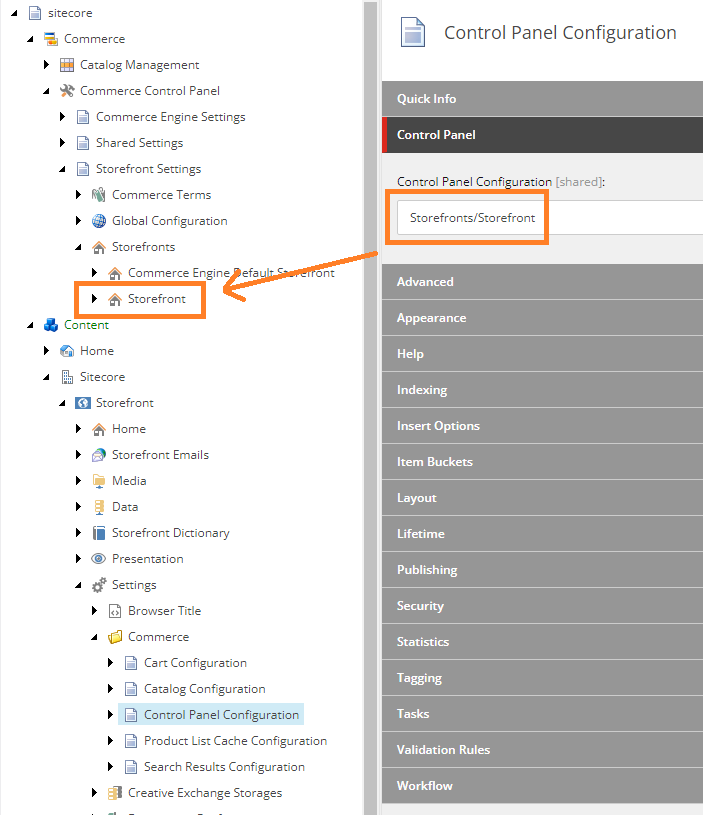 sitecore
Commerce
Catalog Management
Commerce Control Panel
Commerce Engine Settings
Shared Settings
Storefront Settings
Commerce Terms
Global Configuration
Storefronts
Commerce Engine Default Storefront
Storefront
Content
Home
Sitecore
Storefront
Home
Storefront Emails
Media
Data
Storefront Dictionary
Presentation
Settings
Browser Title
Commerce
Cart Configuration
Catalog Configuration
Control Panel Configuration
Product List Cache Configuration
Search Results Configuration
Creative Exchange Storages
Control Panel Configuration
Quick Info
Control Panel
Control Panel Configuration [shared]:
Storefronts/Storefront
Advanced
Appearance
Help
Indexing
Insert Options
Item Buckets
Layout
Lifetime
Publishing
Security
Statistics
Tagging
Tasks
Validation Rules
Workflow